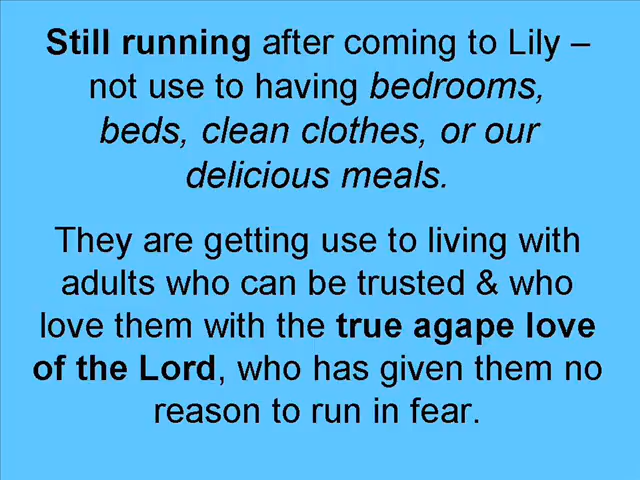 Still running after coming to Lily –
not use to having bedrooms,
beds, clean clothes, or our
delicious meals.
They are getting use to living with
adults who can be trusted & who
love them with the true agape love
of the Lord, who has given them no
reason to run in fear.